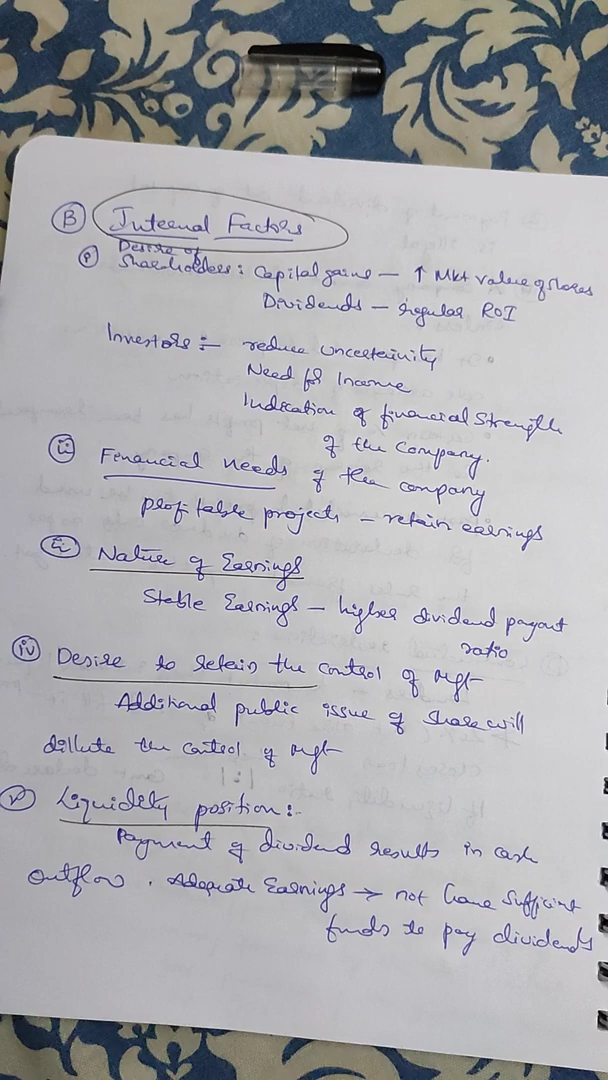 B Internal Factors
Desire of
i Shareholders : Capital gains — ↑ Mkt value of shares
Dividends — regular ROI
Investors :— reduce uncertainity
Need for Income
Indication of financial Strength
of the Company.
ii Financial needs of the company
profitable projects — retain earnings
iii Nature of Earnings
Stable Earnings — higher dividend payout
ratio
iv Desire to retain the control of mgt
Additional public issue of share will
dillute the control of mgt
v Liquidity position :-
Payment of dividend results in cash
outflow . Adequate Earnings → not have sufficient
funds to pay dividends